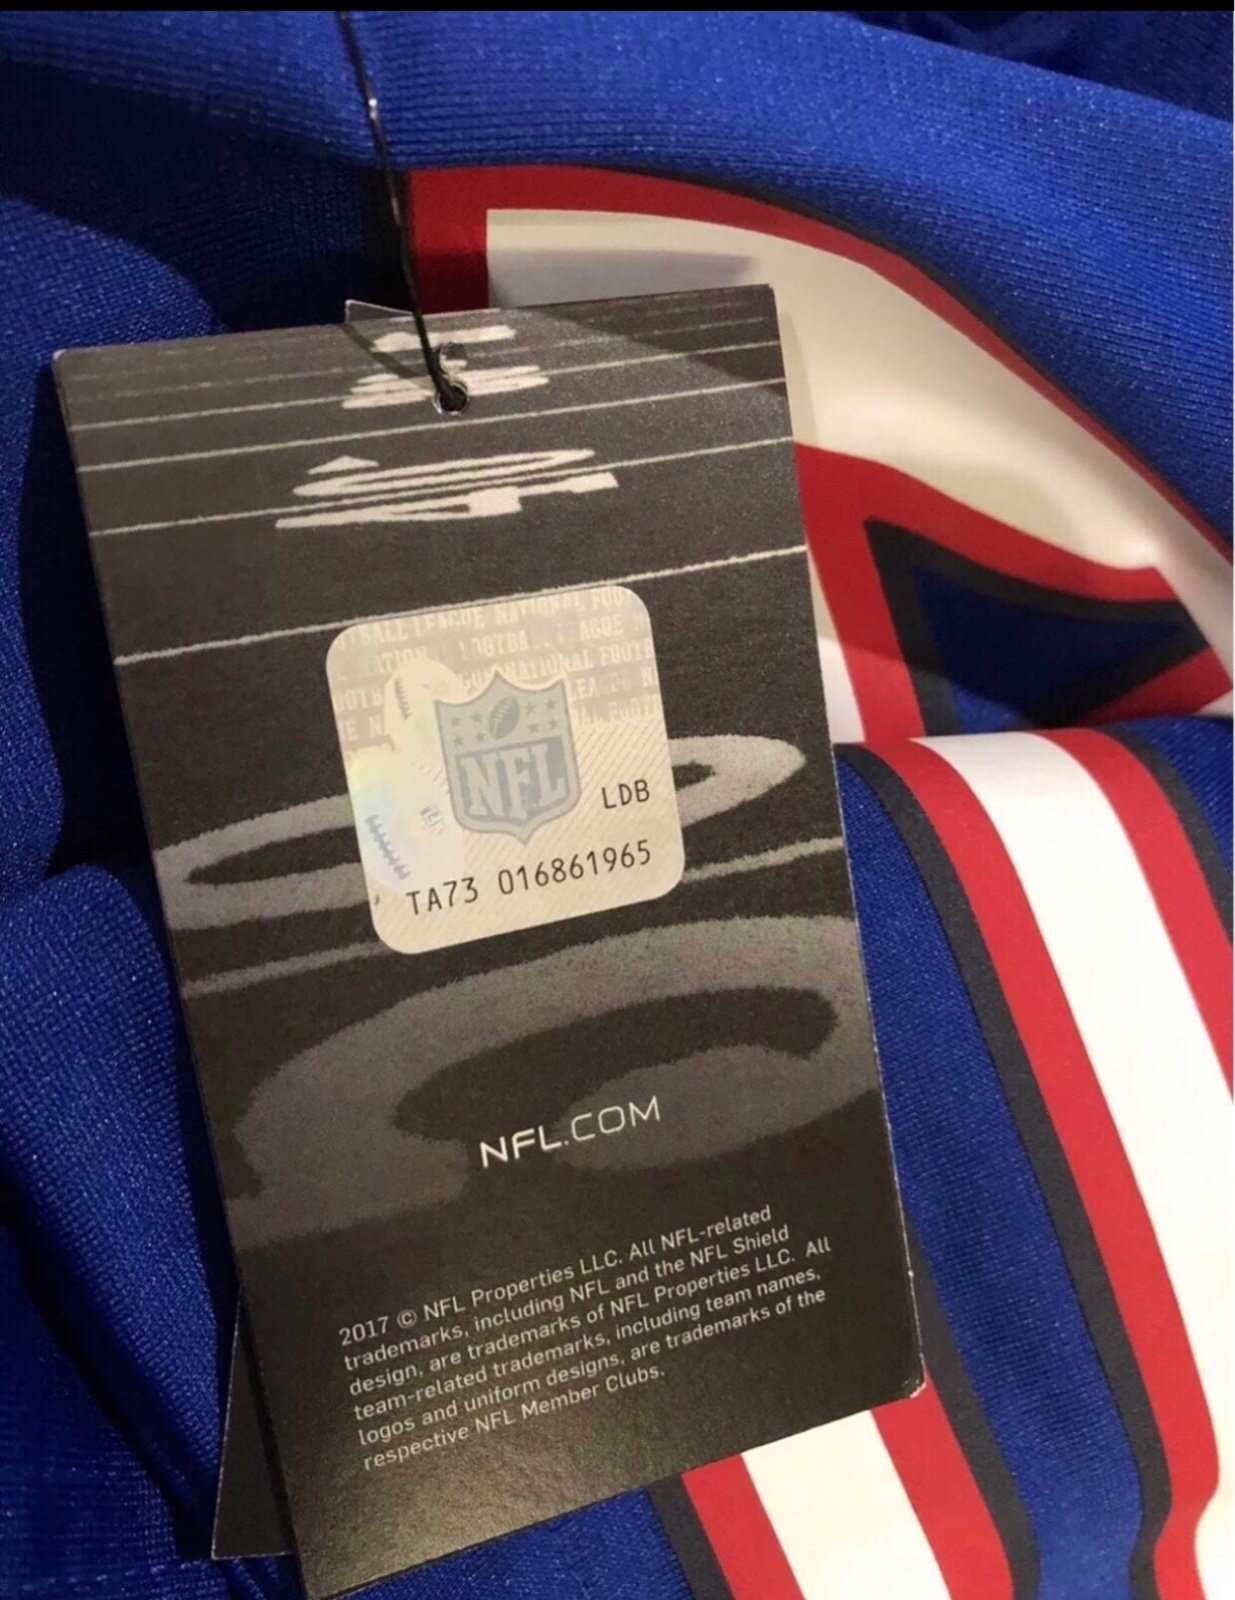 NFL
LDB
TA73 016861965
NFL.COM
2017 © NFL Properties LLC. All NFL-related
trademarks, including NFL and the NFL Shield
design, are trademarks of NFL Properties LLC. All
team-related trademarks, including team names,
logos and uniform designs, are trademarks of the
respective NFL Member Clubs.